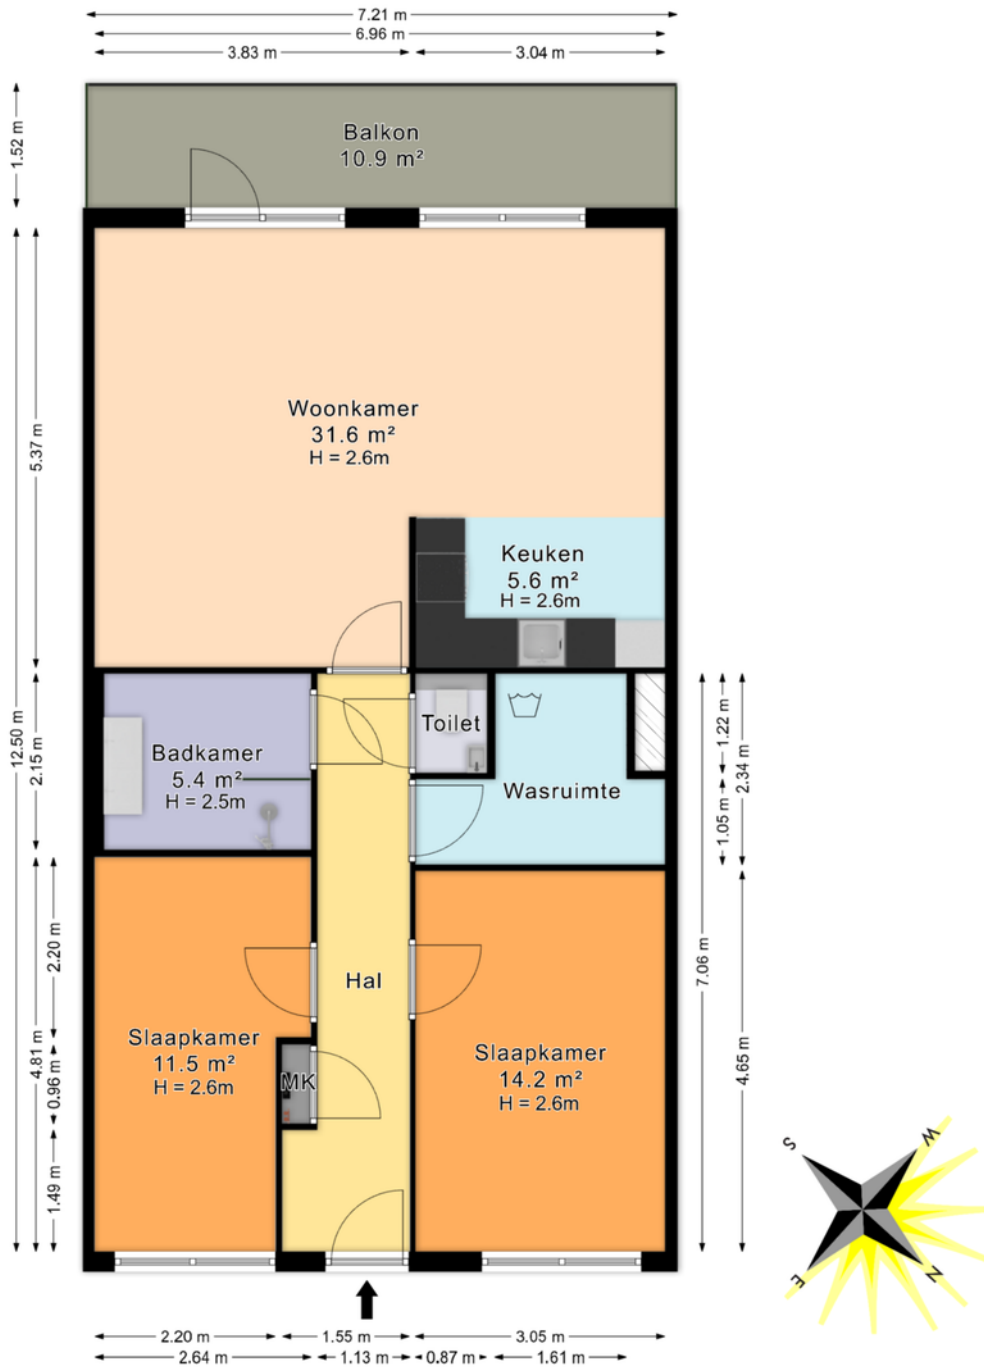 7.21 m
6.96 m
3.83 m
3.04 m
1.52 m
Balkon
10.9 m²
12.50 m
5.37 m
Woonkamer
31.6 m²
H = 2.6m
Keuken
5.6 m²
H = 2.6m
2.15 m
Badkamer
5.4 m²
H = 2.5m
Toilet
Wasruimte
1.22 m
2.34 m
1.05 m
7.06 m
4.65 m
4.81 m
2.20 m
0.96 m
1.49 m
Hal
Slaapkamer
11.5 m²
H = 2.6m
MK
Slaapkamer
14.2 m²
H = 2.6m
S
W
E
N
2.20 m
1.55 m
3.05 m
2.64 m
1.13 m
0.87 m
1.61 m